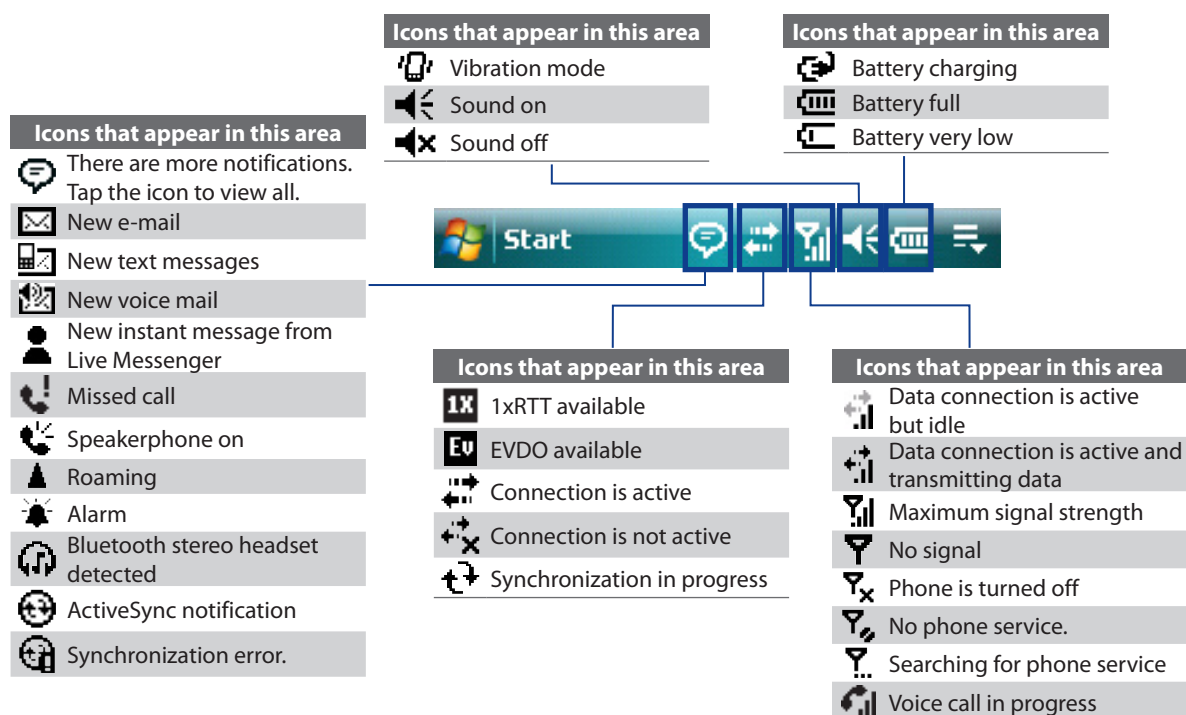 Icons that appear in this area
Vibration mode
Sound on
Sound off
Icons that appear in this area
Battery charging
Battery full
Battery very low
Icons that appear in this area
There are more notifications.
Tap the icon to view all.
New e-mail
New text messages
New voice mail
New instant message from
Live Messenger
Missed call
Speakerphone on
Roaming
Alarm
Bluetooth stereo headset
detected
ActiveSync notification
Synchronization error.
Start
Icons that appear in this area
1X 1xRTT available
Ev EVDO available
Connection is active
Connection is not active
Synchronization in progress
Icons that appear in this area
Data connection is active
but idle
Data connection is active and
transmitting data
Maximum signal strength
No signal
Phone is turned off
No phone service.
Searching for phone service
Voice call in progress